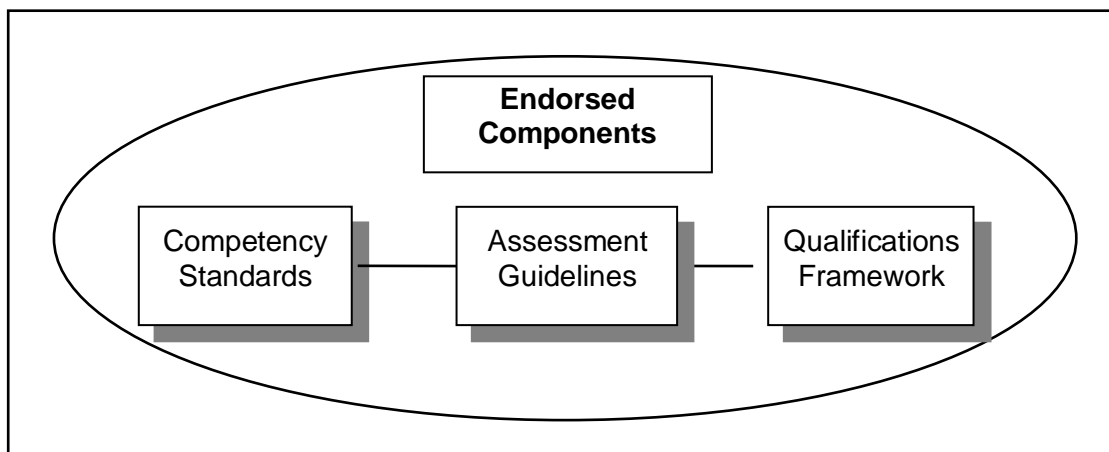 Endorsed
Components
Competency
Standards
Assessment
Guidelines
Qualifications
Framework